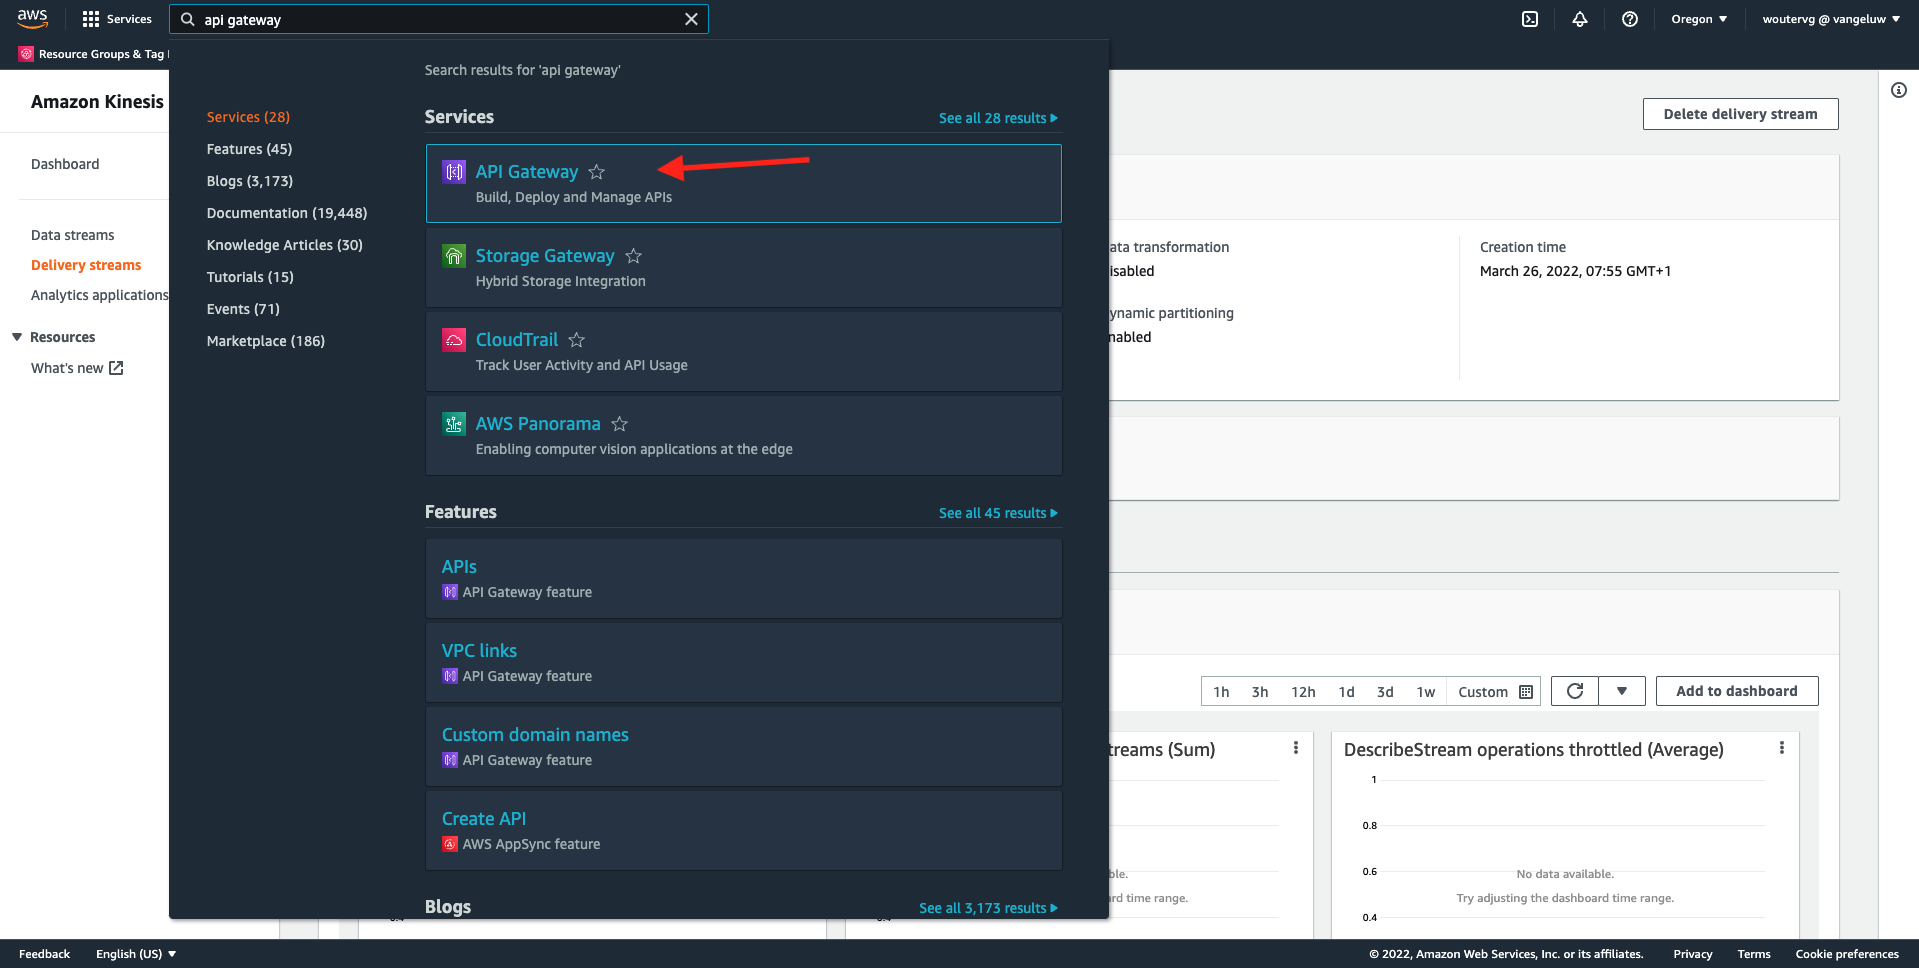 aws
Services
api gateway
Oregon
woutervg @ vangeluw
Resource Groups & Tag
Amazon Kinesis
Dashboard
Data streams
Delivery streams
Analytics applications
Resources
What's new
Search results for 'api gateway'
Services (28)
Features (45)
Blogs (3,173)
Documentation (19,448)
Knowledge Articles (30)
Tutorials (15)
Events (71)
Marketplace (186)
Services
See all 28 results
API Gateway
Build, Deploy and Manage APIs
Storage Gateway
Hybrid Storage Integration
CloudTrail
Track User Activity and API Usage
AWS Panorama
Enabling computer vision applications at the edge
Features
See all 45 results
APIs
API Gateway feature
VPC links
API Gateway feature
Custom domain names
API Gateway feature
Create API
AWS AppSync feature
Blogs
See all 3,173 results
Delete delivery stream
ata transformation
isabled
ynamic partitioning
nabled
Creation time
March 26, 2022, 07:55 GMT+1
1h 3h 12h 1d 3d 1w Custom
Add to dashboard
treams (Sum)
ble.
rd time range.
DescribeStream operations throttled (Average)
1
0.8
0.6
0.4
No data available.
Try adjusting the dashboard time range.
Feedback
English (US)
© 2022, Amazon Web Services, Inc. or its affiliates.
Privacy
Terms
Cookie preferences